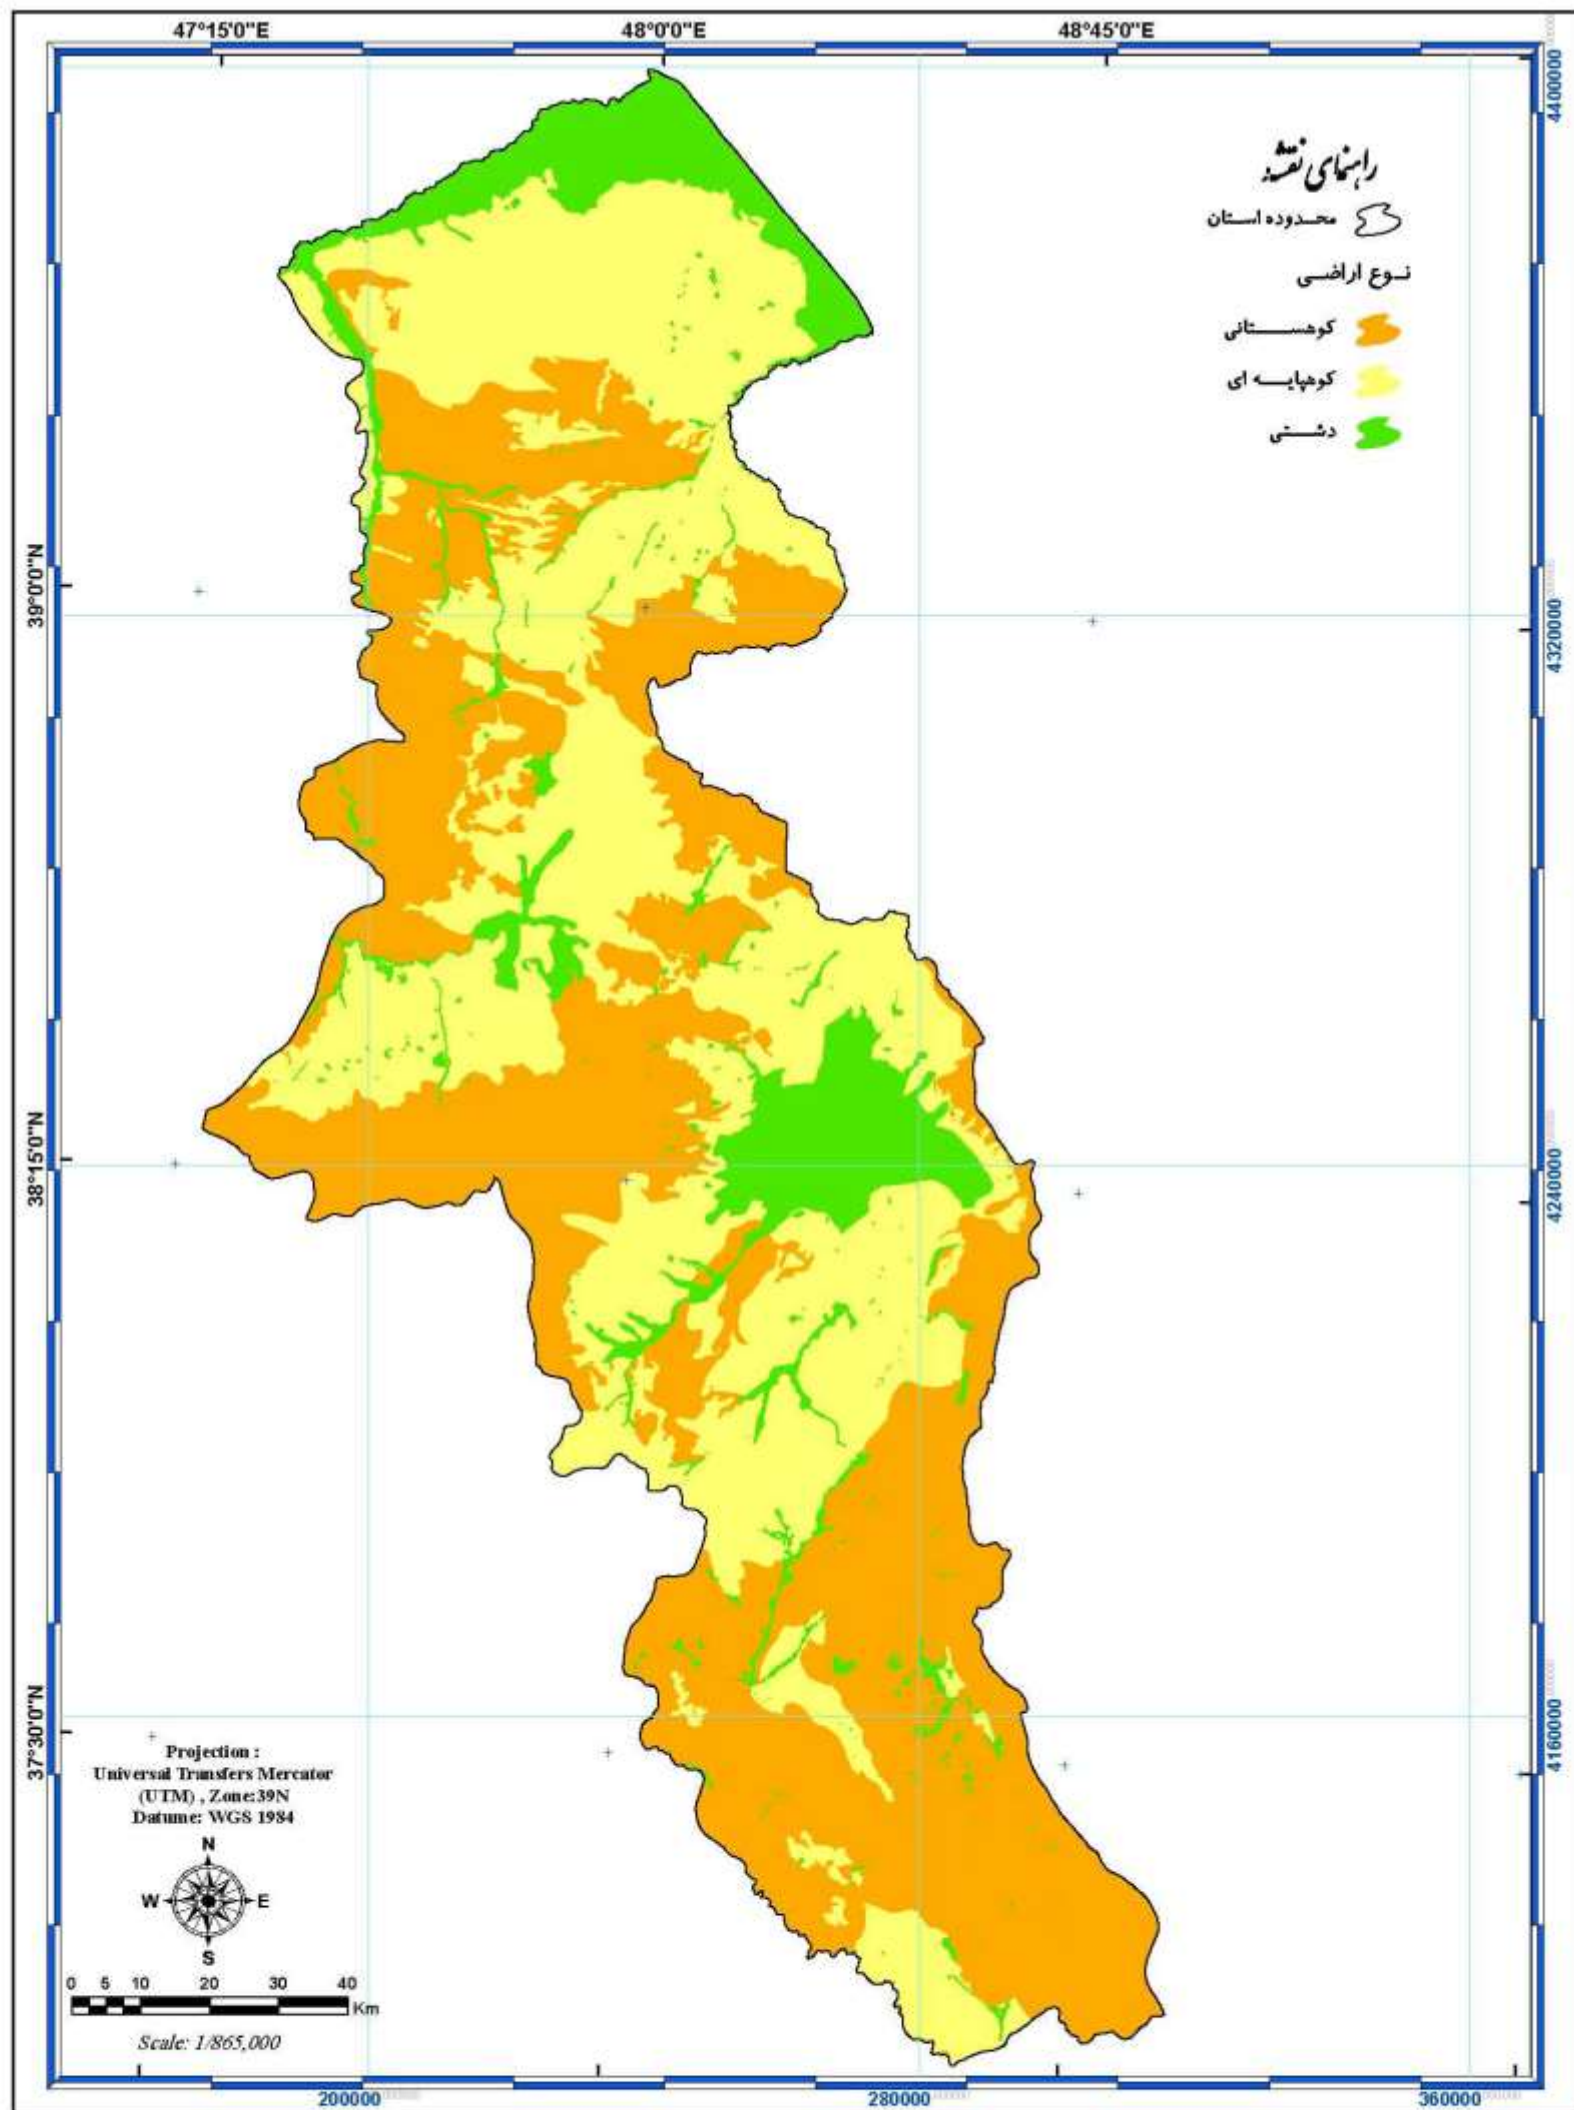 47°15'0"E 48°0'0"E 48°45'0"E
راهنمای نقشه
محدوده استان
نوع اراضی
کوهستانی
کوهپایه ای
دشتی
4400000
39°0'0"N
4320000
38°15'0"N
4240000
37°30'0"N
4160000
Projection :
Universal Transfers Mercator
(UTM) , Zone:39N
Datume: WGS 1984
N
W E
S
0 5 10 20 30 40
Km
Scale: 1/865,000
200000 280000 360000